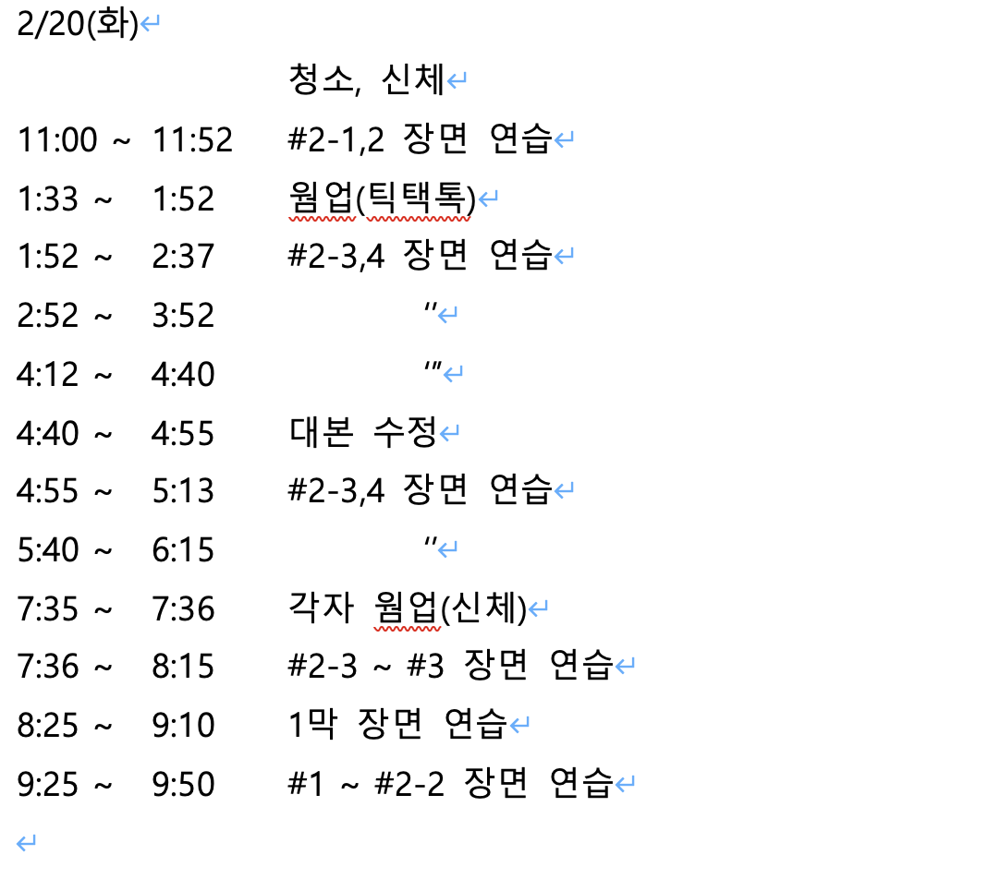 2/20(화)
청소, 신체
11:00 ~ 11:52 #2-1,2 장면 연습
1:33 ~ 1:52 웜업(틱택톡)
1:52 ~ 2:37 #2-3,4 장면 연습
2:52 ~ 3:52 ‘’
4:12 ~ 4:40 ‘”
4:40 ~ 4:55 대본 수정
4:55 ~ 5:13 #2-3,4 장면 연습
5:40 ~ 6:15 ‘’
7:35 ~ 7:36 각자 웜업(신체)
7:36 ~ 8:15 #2-3 ~ #3 장면 연습
8:25 ~ 9:10 1막 장면 연습
9:25 ~ 9:50 #1 ~ #2-2 장면 연습